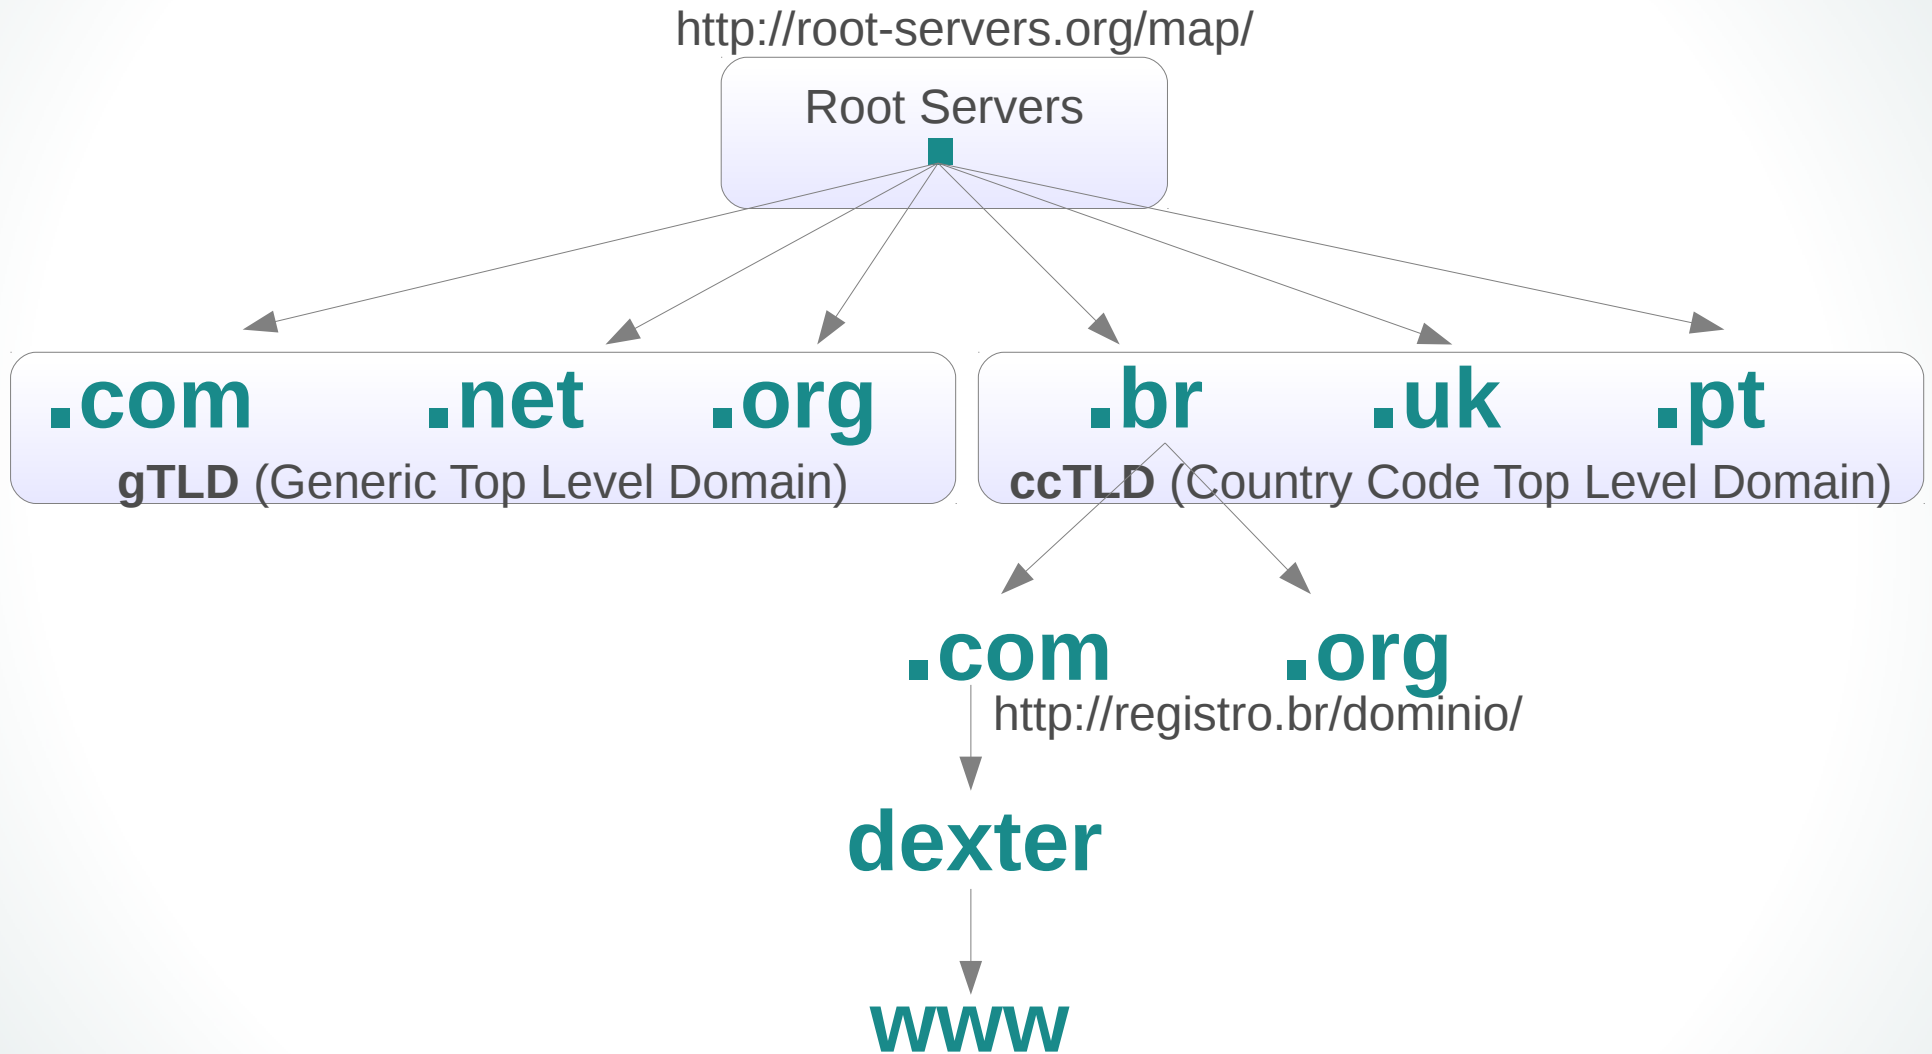 http://root-servers.org/map/
Root Servers
.
.com .net .org
gTLD (Generic Top Level Domain)
.br .uk .pt
ccTLD (Country Code Top Level Domain)
.com .org
http://registro.br/dominio/
dexter
www